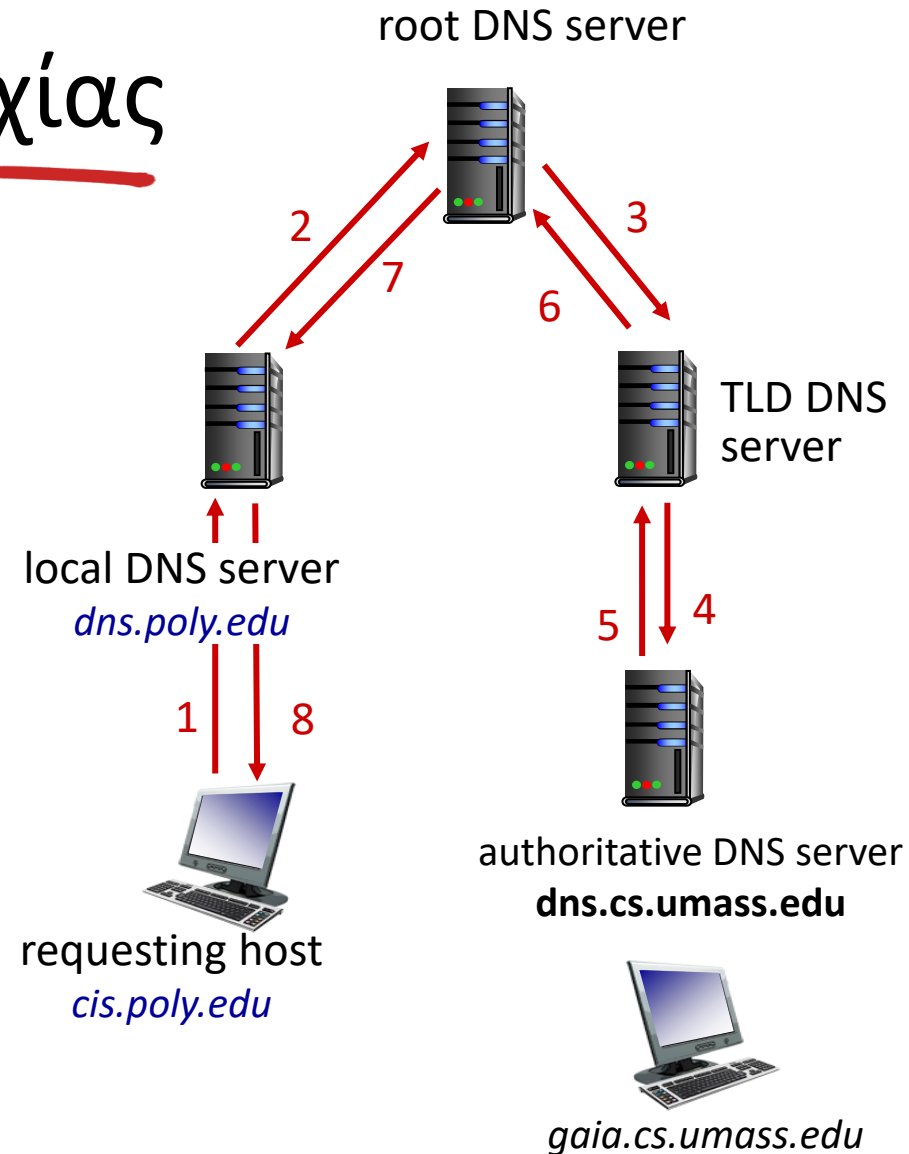 root DNS server
χίας
2
3
7
6
TLD DNS
server
local DNS server
dns.poly.edu
5
4
1
8
authoritative DNS server
dns.cs.umass.edu
requesting host
cis.poly.edu
gaia.cs.umass.edu